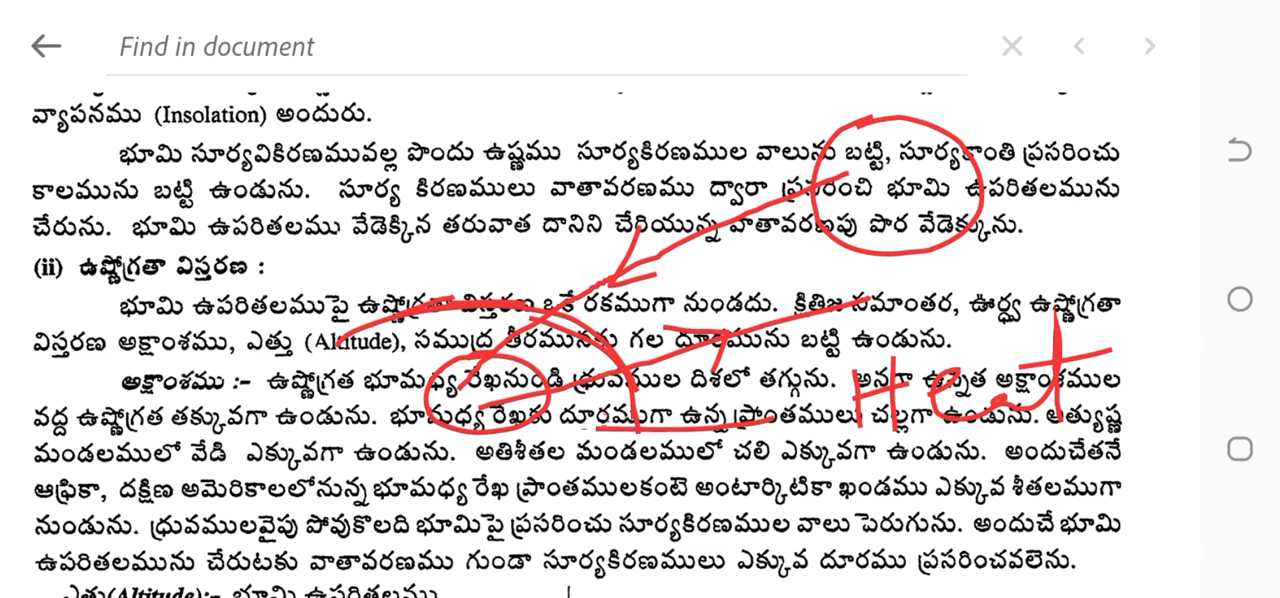 Find in document
వ్యాపనము (Insolation) అందురు.
భూమి సూర్యవికిరణమువల్ల పొందు ఉష్ణము సూర్యకిరణముల వాలును బట్టి, సూర్యకాంతి ప్రసరించు
కాలమును బట్టి ఉండును. సూర్య కిరణములు వాతావరణము ద్వారా ప్రసరించి భూమి ఉపరితలమును
చేరును. భూమి ఉపరితలము వేడెక్కిన తరువాత దానిని చేరియున్న వాతావరణపు పొర వేడెక్కును.
(ii) ఉష్ణోగ్రతా విస్తరణ :
భూమి ఉపరితలముపై ఉష్ణోగ్రతా విస్తరణ ఒకే రకముగా నుండదు. క్షితిజ సమాంతర, ఊర్ధ్వ ఉష్ణోగ్రతా
విస్తరణ అక్షాంశము, ఎత్తు (Altitude), సముద్ర తీరమునకు గల దూరమును బట్టి ఉండును.
అక్షాంశము :- ఉష్ణోగ్రత భూమధ్య రేఖనుండి ధ్రువముల దిశలో తగ్గును. అనగా ఉన్నత అక్షాంశముల
వద్ద ఉష్ణోగ్రత తక్కువగా ఉండును. భూమధ్య రేఖకు దూరముగా ఉన్న ప్రాంతములు చల్లగా ఉండును. అత్యుష్ణ
Heat
మండలములో వేడి ఎక్కువగా ఉండును. అతిశీతల మండలములో చలి ఎక్కువగా ఉండును. అందుచేతనే
ఆఫ్రికా, దక్షిణ అమెరికాలలోనున్న భూమధ్య రేఖ ప్రాంతములకంటె అంటార్కిటికా ఖండము ఎక్కువ శీతలముగా
నుండును. ధ్రువములవైపు పోవుకొలది భూమిపై ప్రసరించు సూర్యకిరణముల వాలు పెరుగును. అందుచే భూమి
ఉపరితలమును చేరుటకు వాతావరణము గుండా సూర్యకిరణములు ఎక్కువ దూరము ప్రసరించవలెను.
ఎత్తు(Altitude):- భూమి ఉపరితలము